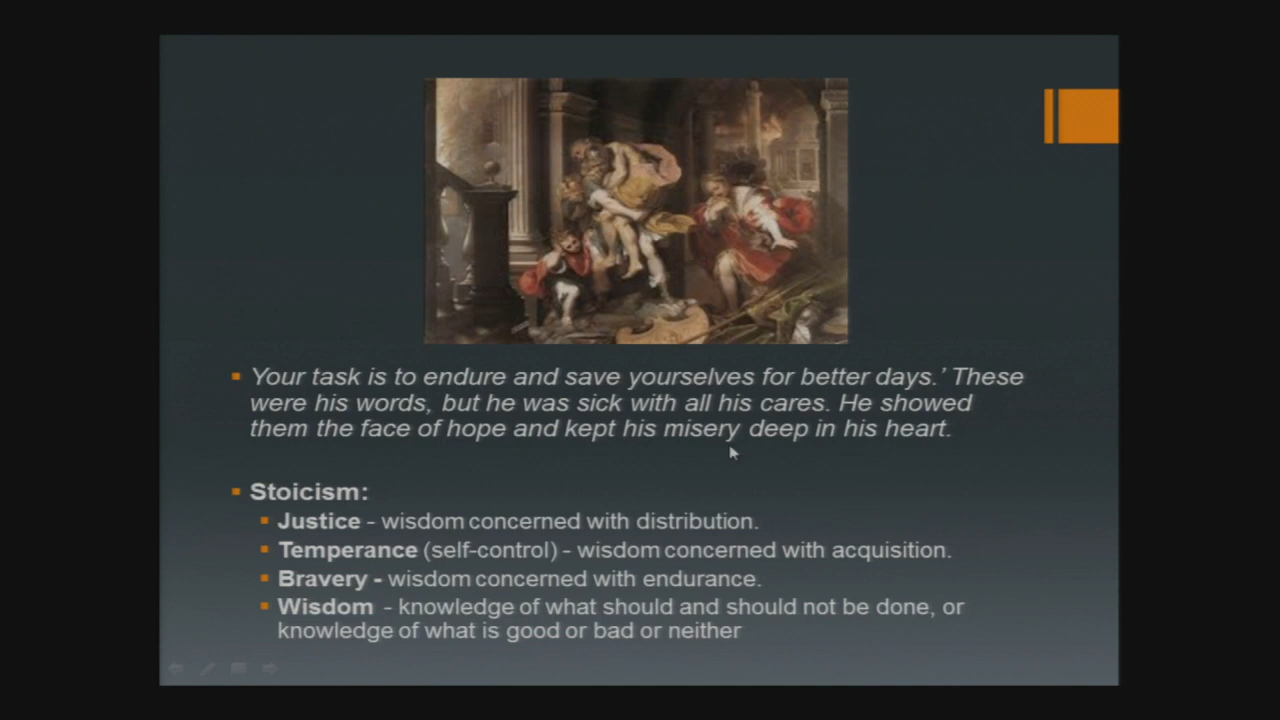 Your task is to endure and save yourselves for better days.’ These
were his words, but he was sick with all his cares. He showed
them the face of hope and kept his misery deep in his heart.
Stoicism:
Justice - wisdom concerned with distribution.
Temperance (self-control) - wisdom concerned with acquisition.
Bravery - wisdom concerned with endurance.
Wisdom - knowledge of what should and should not be done, or
knowledge of what is good or bad or neither